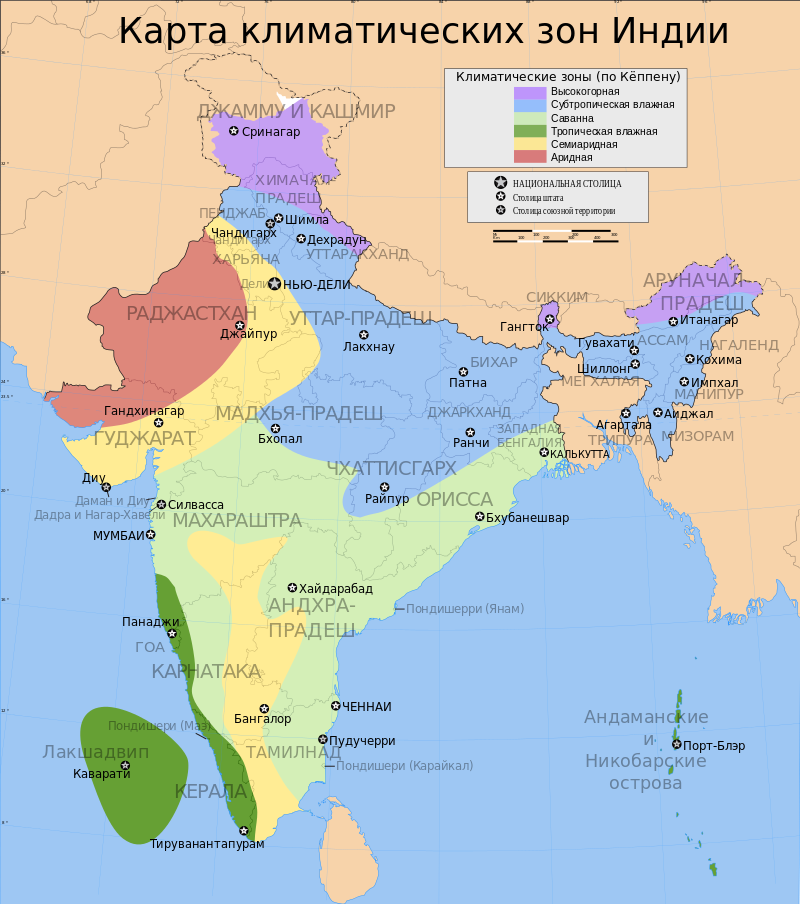 Карта климатических зон Индии
Климатические зоны (по Кёппену)
Высокогорная
Субтропическая влажная
Саванна
Тропическая влажная
Семиаридная
Аридная
НАЦИОНАЛЬНАЯ СТОЛИЦА
Столица штата
Столица союзной территории
ДЖАММУ И КАШМИР
Сринагар
ХИМАЧАЛ
ПРАДЕШ
ПЕНДЖАБ
Шимла
Чандигарх
Чандигарх
Дехрадун
УТТАРАКХАНД
ХАРЬЯНА
Дели
НЬЮ-ДЕЛИ
АРУНАЧАЛ
ПРАДЕШ
СИККИМ
Гангток
Итанагар
РАДЖАСТХАН
Джайпур
УТТАР-ПРАДЕШ
Лакхнау
Гувахати
АССАМ
НАГАЛЕНД
Кохима
БИХАР
Патна
Шиллонг
МЕГХАЛАЯ
Импхал
МАНИПУР
Гандхинагар
ГУДЖАРАТ
МАДХЬЯ-ПРАДЕШ
Бхопал
ДЖАРКХАНД
Ранчи
ЗАПАДНАЯ
БЕНГАЛИЯ
КАЛЬКУТТА
Агартала
ТРИПУРА
Аиджал
МИЗОРАМ
ЧХАТТИСГАРХ
Райпур
ОРИССА
Бхубанешвар
Диу
Даман и Диу
Дадра и Нагар-Хавели
Силвасса
МУМБАИ
МАХАРАШТРА
Хайдарабад
АНДХРА-
ПРАДЕШ
Пондишерри (Янам)
Панаджи
ГОА
КАРНАТАКА
Бангалор
ЧЕННАИ
Пондишери (Маэ)
Пудучерри
ТАМИЛНАД
Пондишери (Карайкал)
Лакшадвип
Каварати
КЕРАЛА
Тируванантапурам
Андаманские
и
Никобарские
острова
Порт-Блэр